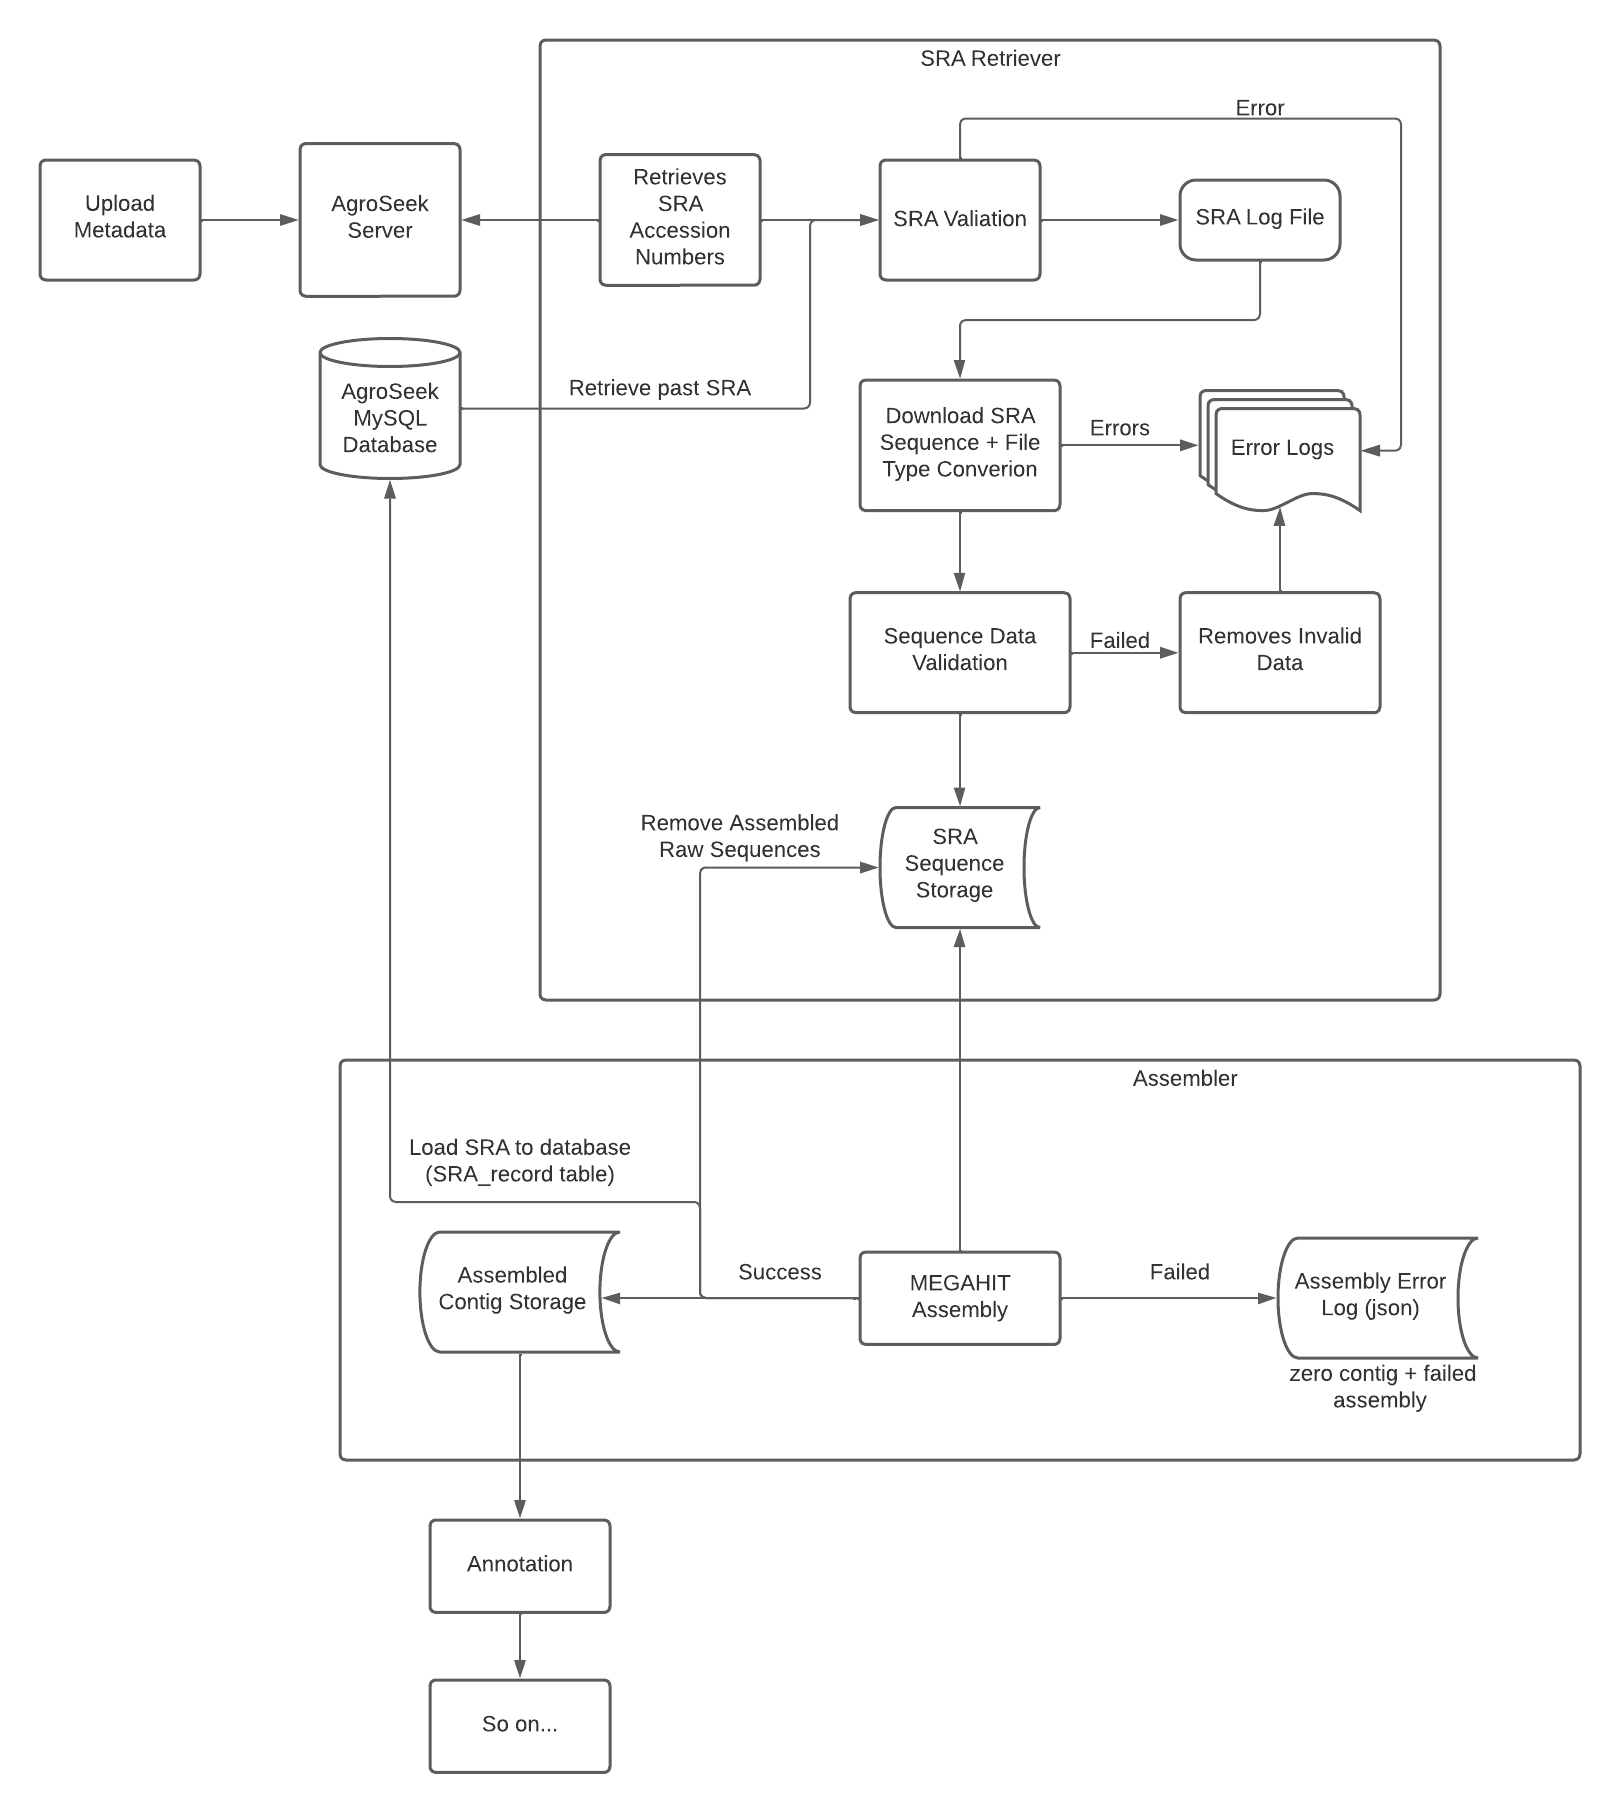 SRA Retriever
Error
Upload
Metadata
AgroSeek
Server
Retrieves
SRA
Accession
Numbers
SRA Valiation
SRA Log File
AgroSeek
MySQL
Database
Retrieve past SRA
Download SRA
Sequence + File
Type Converion
Errors
Error Logs
Sequence Data
Validation
Failed
Removes Invalid
Data
Remove Assembled
Raw Sequences
SRA
Sequence
Storage
Assembler
Load SRA to database
(SRA_record table)
Assembled
Contig Storage
Success
MEGAHIT
Assembly
Failed
Assembly Error
Log (json)
zero contig + failed
assembly
Annotation
So on...